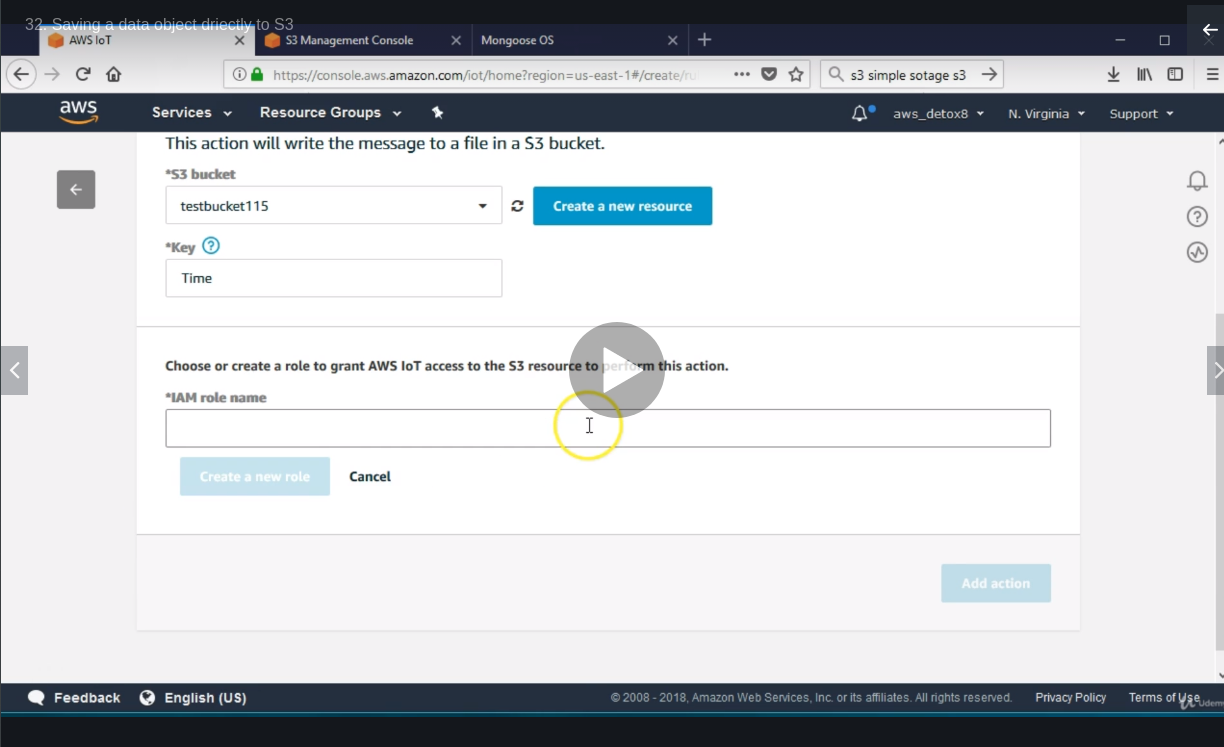 32. Saving a data object driectly to S3
AWS IoT
S3 Management Console
Mongoose OS
https://console.aws.amazon.com/iot/home?region=us-east-1#/create/ru
s3 simple sotage s3
aws
Services
Resource Groups
aws_detox8
N. Virginia
Support
This action will write the message to a file in a S3 bucket.
*S3 bucket
testbucket115
Create a new resource
*Key
Time
Choose or create a role to grant AWS IoT access to the S3 resource to perform this action.
*IAM role name
Create a new role
Cancel
Add action
Feedback
English (US)
© 2008 - 2018, Amazon Web Services, Inc. or its affiliates. All rights reserved.
Privacy Policy
Terms of Use
Udemy